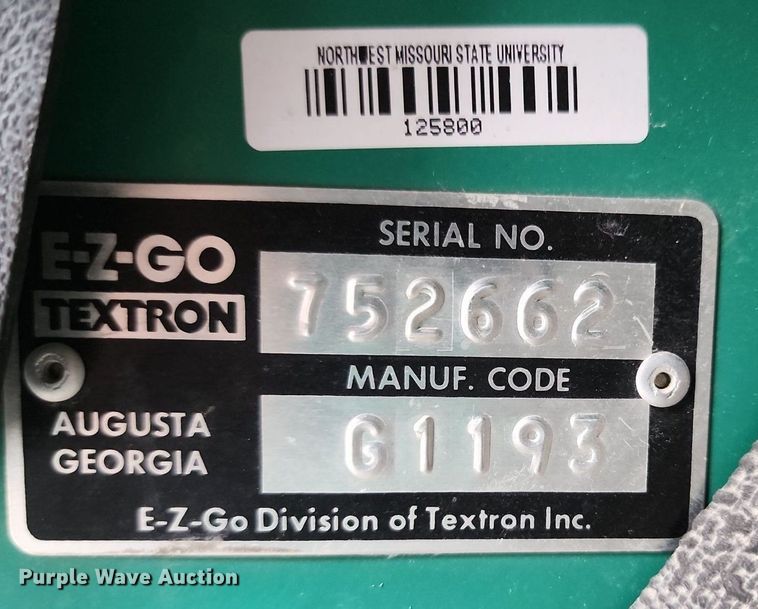 NORTHWEST MISSOURI STATE UNIVERSITY
125800
E-Z-GO
TEXTRON
SERIAL NO.
752662
MANUF. CODE
G1193
AUGUSTA
GEORGIA
E-Z-Go Division of Textron Inc.
Purple Wave Auction